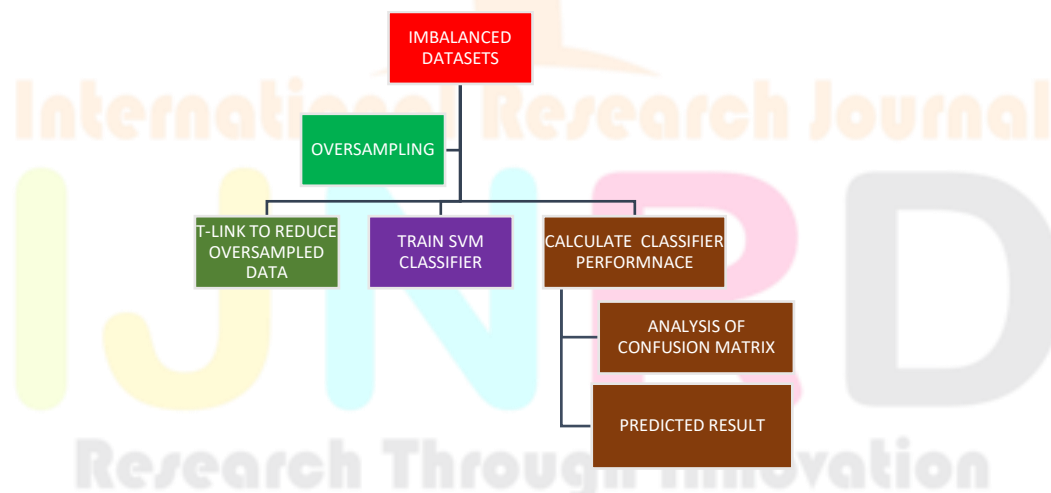 IMBALANCED
DATASETS
International Research Journal
OVERSAMPLING
T-LINK TO REDUCE
OVERSAMPLED
DATA
TRAIN SVM
CLASSIFIER
CALCULATE CLASSIFIER
PERFORMNACE
IJNRD
ANALYSIS OF
CONFUSION MATRIX
PREDICTED RESULT
Research Through Innovation